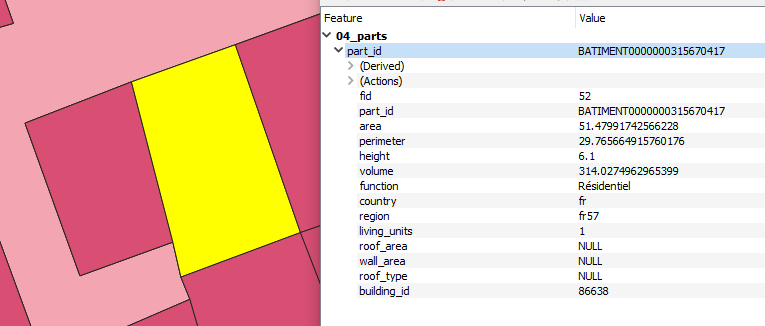 Feature Value
04_parts
part_id BATIMENT0000000315670417
(Derived)
(Actions)
fid 52
part_id BATIMENT0000000315670417
area 51.47991742566228
perimeter 29.765664915760176
height 6.1
volume 314.0274962965399
function Résidentiel
country fr
region fr57
living_units 1
roof_area NULL
wall_area NULL
roof_type NULL
building_id 86638